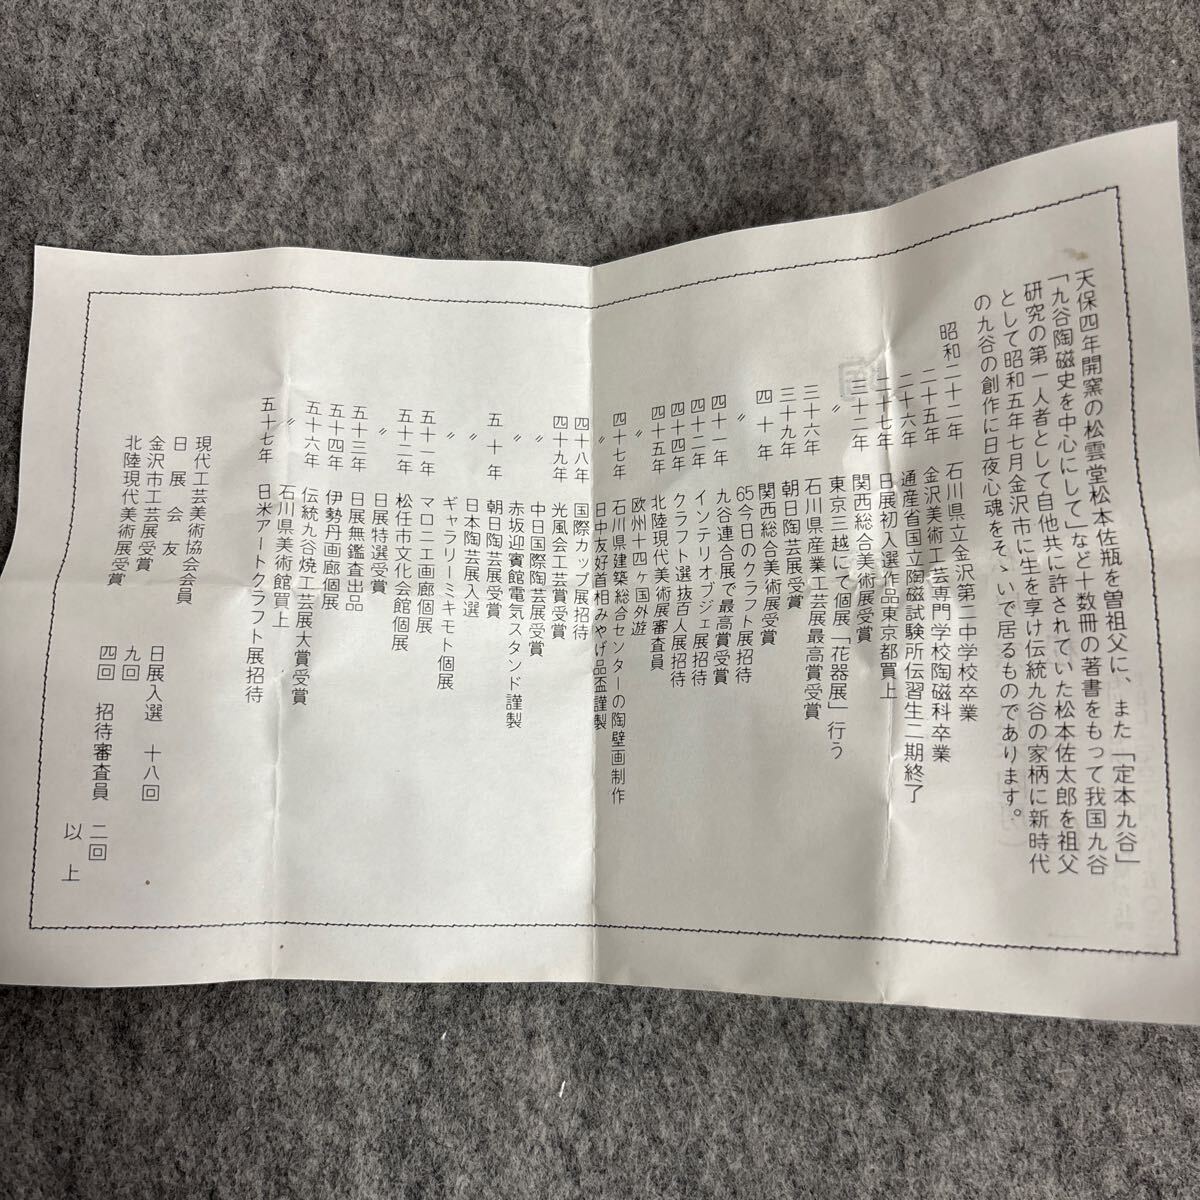 天保四年開窯の松雲堂松本佐瓶を曽祖父に、また「定本九谷」
「九谷陶磁史を中心にして」など十数冊の著書をもって我国九谷
研究の第一人者として自他共に許されていた松本佐太郎を祖父
として昭和五年七月金沢市に生を享け伝統九谷の家柄に新時代
の九谷の創作に日夜心魂をそゝいで居るものであります。
昭和二十二年 石川県立金沢第二中学校卒業
二十五年 金沢美術工芸専門学校陶磁科卒業
二十六年 通産省国立陶磁試験所伝習生二期終了
二十七年 日展初入選作品東京都買上
三十二年 関西総合美術展受賞
〃 東京三越にて個展「花器展」行う
三十六年 石川県産業工芸展最高賞受賞
三十九年 朝日陶芸展受賞
四十年 関西総合美術展受賞
〃 65今日のクラフト展招待
四十一年 九谷連合展で最高賞受賞
四十二年 インテリオブジェ展招待
四十四年 クラフト選抜百人展招待
四十五年 北陸現代美術展審査員
〃 欧州十四ヶ国外遊
四十七年 石川県建築総合センターの陶壁画制作
〃 日中友好首相みやげ品盃謹製
四十八年 国際カップ展招待
四十九年 光風会工芸賞受賞
〃 中日国際陶芸展受賞
〃 赤坂迎賓館電気スタンド謹製
五十年 朝日陶芸展受賞
〃 日本陶芸展入選
〃 ギャラリーミキモト個展
五十一年 マロニエ画廊個展
五十二年 松任市文化会館個展
〃 日展特選受賞
五十三年 日展無鑑査出品
五十四年 伊勢丹画廊個展
五十六年 伝統九谷焼工芸展大賞受賞
〃 石川県美術館買上
五十七年 日米アートクラフト展招待
現代工芸美術協会会員
日展会友 日展入選 十八回
金沢市工芸展受賞 九回
北陸現代美術展受賞 四回 招待審査員 二回
以上